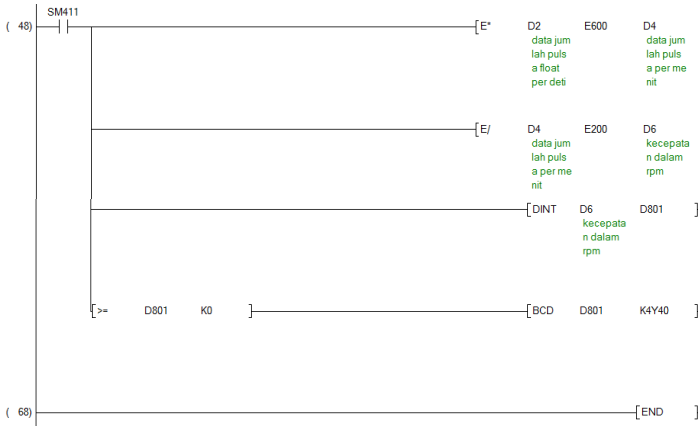 SM411
( 48) [E* D2 E600 D4
data jum data jum
lah puls lah puls
a float a per me
per deti nit
[E/ D4 E200 D6
data jum kecepata
lah puls n dalam
a per me rpm
nit
[DINT D6 D801 ]
kecepata
n dalam
rpm
[>= D801 K0 ] [BCD D801 K4Y40 ]
( 68) [END ]